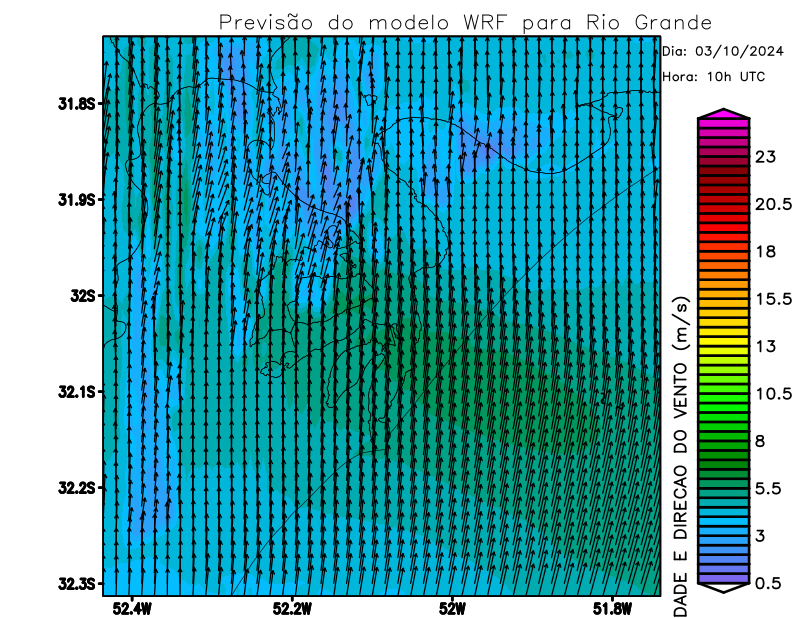 Previsão do modelo WRF para Rio Grande
Dia: 03/10/2024
Hora: 10h UTC
31.8S
31.9S
32S
32.1S
32.2S
32.3S
52.4W
52.2W
52W
51.8W
23
20.5
18
15.5
13
10.5
8
5.5
3
0.5
DADE E DIRECAO DO VENTO (m/s)